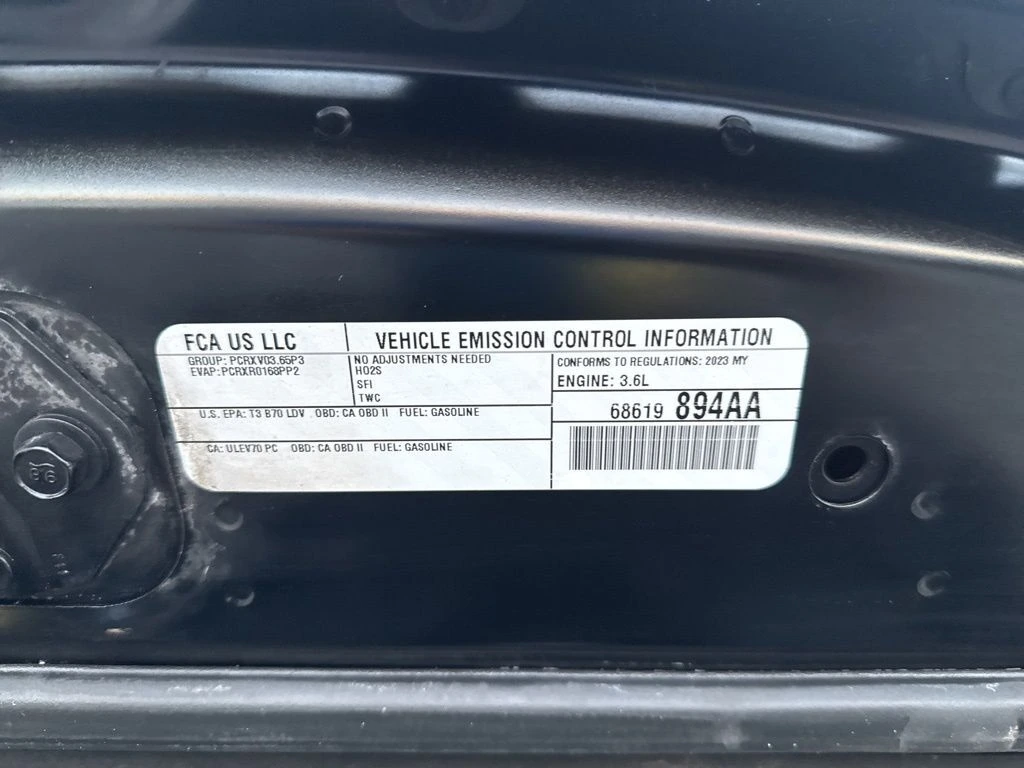 FCA US LLC
VEHICLE EMISSION CONTROL INFORMATION
GROUP: PCRXV03.65P3
EVAP: PCRXR0168PP2
NO ADJUSTMENTS NEEDED
HO2S
SFI
TWC
CONFORMS TO REGULATIONS: 2023 MY
ENGINE: 3.6L
U.S. EPA: T3 B70 LDV OBD: CA OBD II FUEL: GASOLINE
68619 894AA
CA: ULEV70 PC OBD: CA OBD II FUEL: GASOLINE